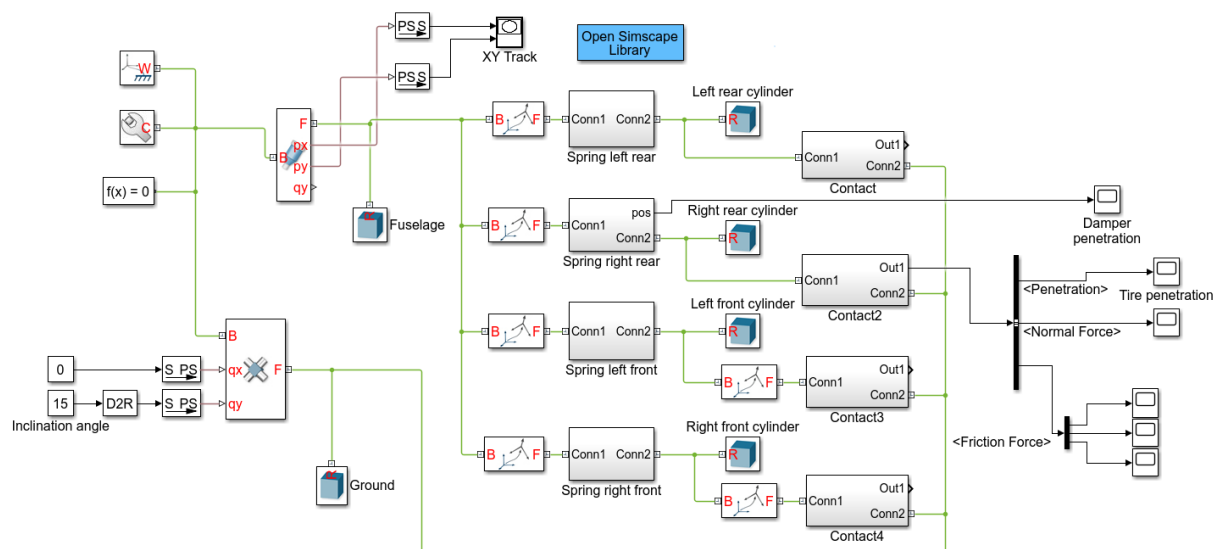 PS S
XY Track
Open Simscape
Library
W
PS S
C
F
px
B
py
qy
f(x) = 0
Fuselage
B F
Conn1 Conn2
Spring left rear
Left rear cylinder
R
Conn1
Out1
Conn2
Contact
B F
Conn1
pos
Conn2
Spring right rear
Right rear cylinder
R
Damper
penetration
Conn1
Out1
Conn2
Contact2
<Penetration>
Tire penetration
<Normal Force>
B F
Conn1 Conn2
Spring left front
Left front cylinder
R
B F
Conn1
Out1
Conn2
Contact3
B
qx
F
qy
0
S PS
15
D2R
S PS
Inclination angle
Ground
B F
Conn1 Conn2
Spring right front
Right front cylinder
R
<Friction Force>
B F
Conn1
Out1
Conn2
Contact4